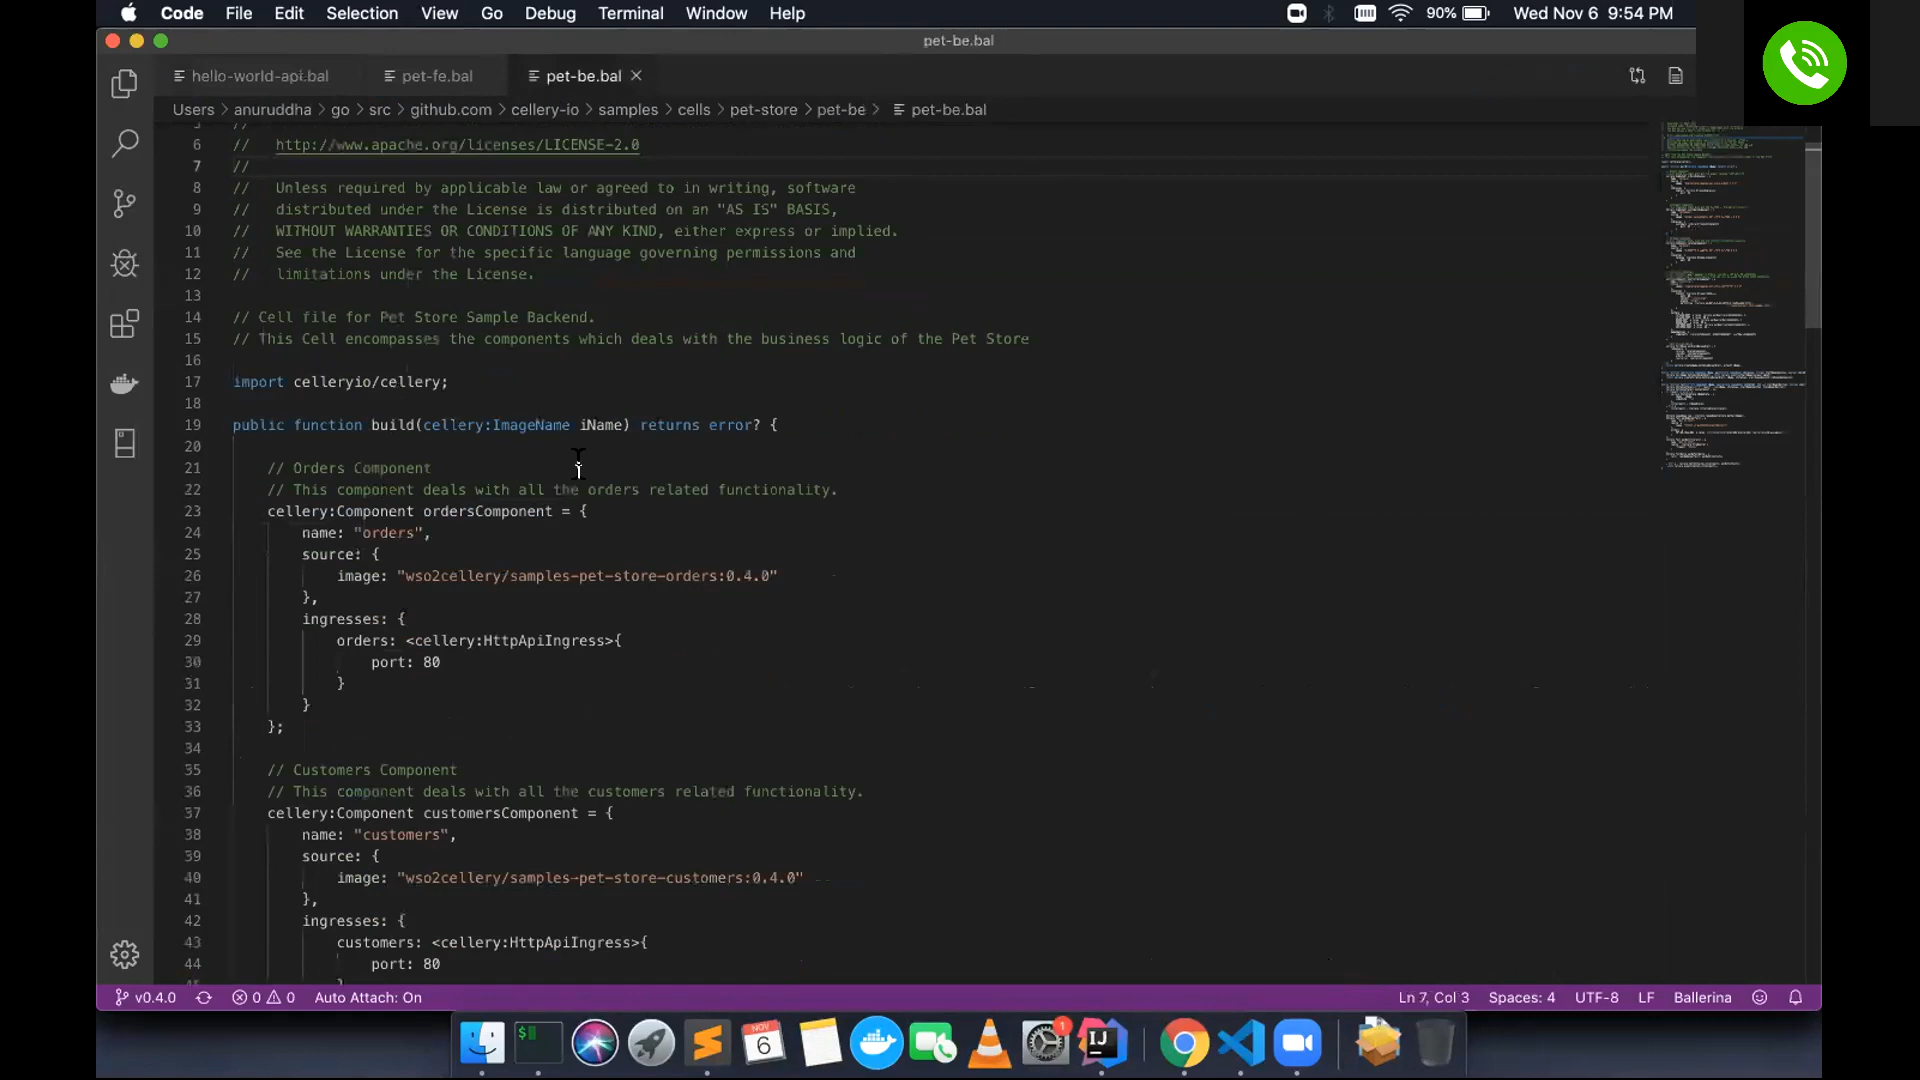 Code File Edit Selection View Go Debug Terminal Window Help 90% Wed Nov 6 9:54 PM
pet-be.bal
hello-world-api.bal pet-fe.bal pet-be.bal
Users > anuruddha > go > src > github.com > cellery-io > samples > cells > pet-store > pet-be > pet-be.bal
6 // http://www.apache.org/licenses/LICENSE-2.0
7 //
8 // Unless required by applicable law or agreed to in writing, software
9 // distributed under the License is distributed on an "AS IS" BASIS,
10 // WITHOUT WARRANTIES OR CONDITIONS OF ANY KIND, either express or implied.
11 // See the License for the specific language governing permissions and
12 // limitations under the License.
13
14 // Cell file for Pet Store Sample Backend.
15 // This Cell encompasses the components which deals with the business logic of the Pet Store
16
17 import celleryio/cellery;
18
19 public function build(cellery:ImageName iName) returns error? {
20
21 // Orders Component
22 // This component deals with all the orders related functionality.
23 cellery:Component ordersComponent = {
24 name: "orders",
25 source: {
26 image: "wso2cellery/samples-pet-store-orders:0.4.0"
27 },
28 ingresses: {
29 orders: <cellery:HttpApiIngress>{
30 port: 80
31 }
32 }
33 };
34
35 // Customers Component
36 // This component deals with all the customers related functionality.
37 cellery:Component customersComponent = {
38 name: "customers",
39 source: {
40 image: "wso2cellery/samples-pet-store-customers:0.4.0"
41 },
42 ingresses: {
43 customers: <cellery:HttpApiIngress>{
44 port: 80
v0.4.0 0 0 Auto Attach: On Ln 7, Col 3 Spaces: 4 UTF-8 LF Ballerina
$ NOV 6 1 IJ